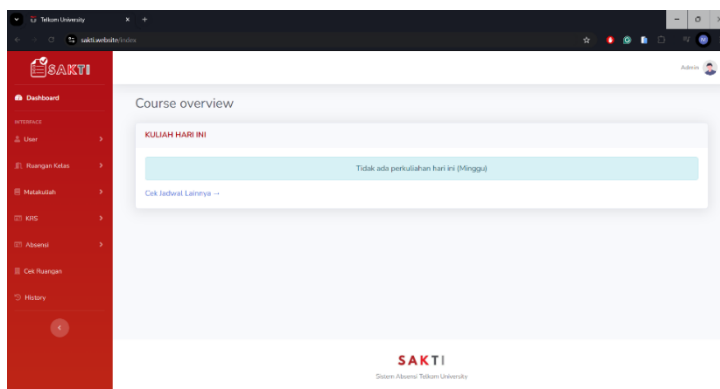 Telkom University
sakti.website/index
SAKTI
Admin
Dashboard
Course overview
INTERFACE
User
KULIAH HARI INI
Ruangan Kelas
Tidak ada perkuliahan hari ini (Minggu)
Matakuliah
Cek Jadwal Lainnya →
KRS
Absensi
Cek Ruangan
History
SAKTI
Sistem Absensi Telkom University